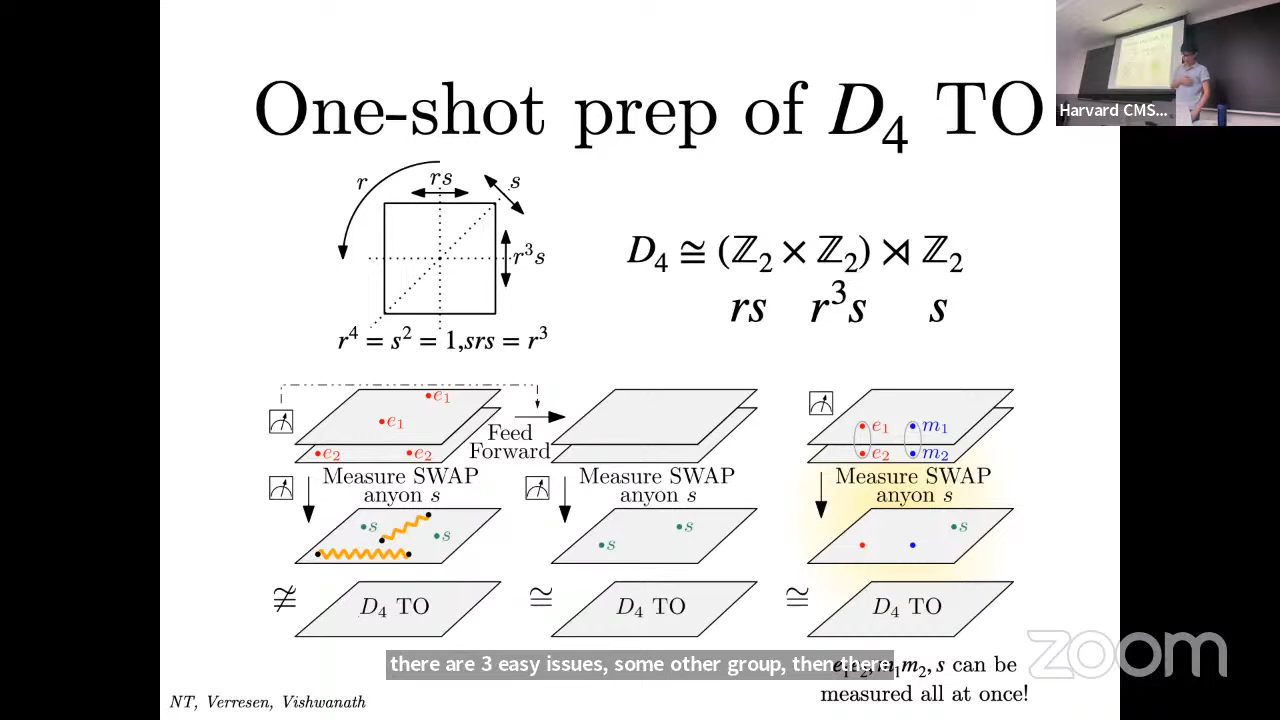 One-shot prep of D₄ TO
Harvard CMS...
r
rs
s
r³s
r⁴ = s² = 1,srs = r³
D₄ ≅ (ℤ₂ × ℤ₂) ⋊ ℤ₂
rs r³s s
e₁
e₁
e₂ e₂
Feed
Forward
Measure SWAP
anyon s
s
s
≇ D₄ TO
Measure SWAP
anyon s
s
s
≅ D₄ TO
e₁ m₁
e₂ m₂
Measure SWAP
anyon s
s
≅ D₄ TO
zoom
there are 3 easy issues, some other group, then there
m₁m₂, s can be
measured all at once!
NT, Verresen, Vishwanath